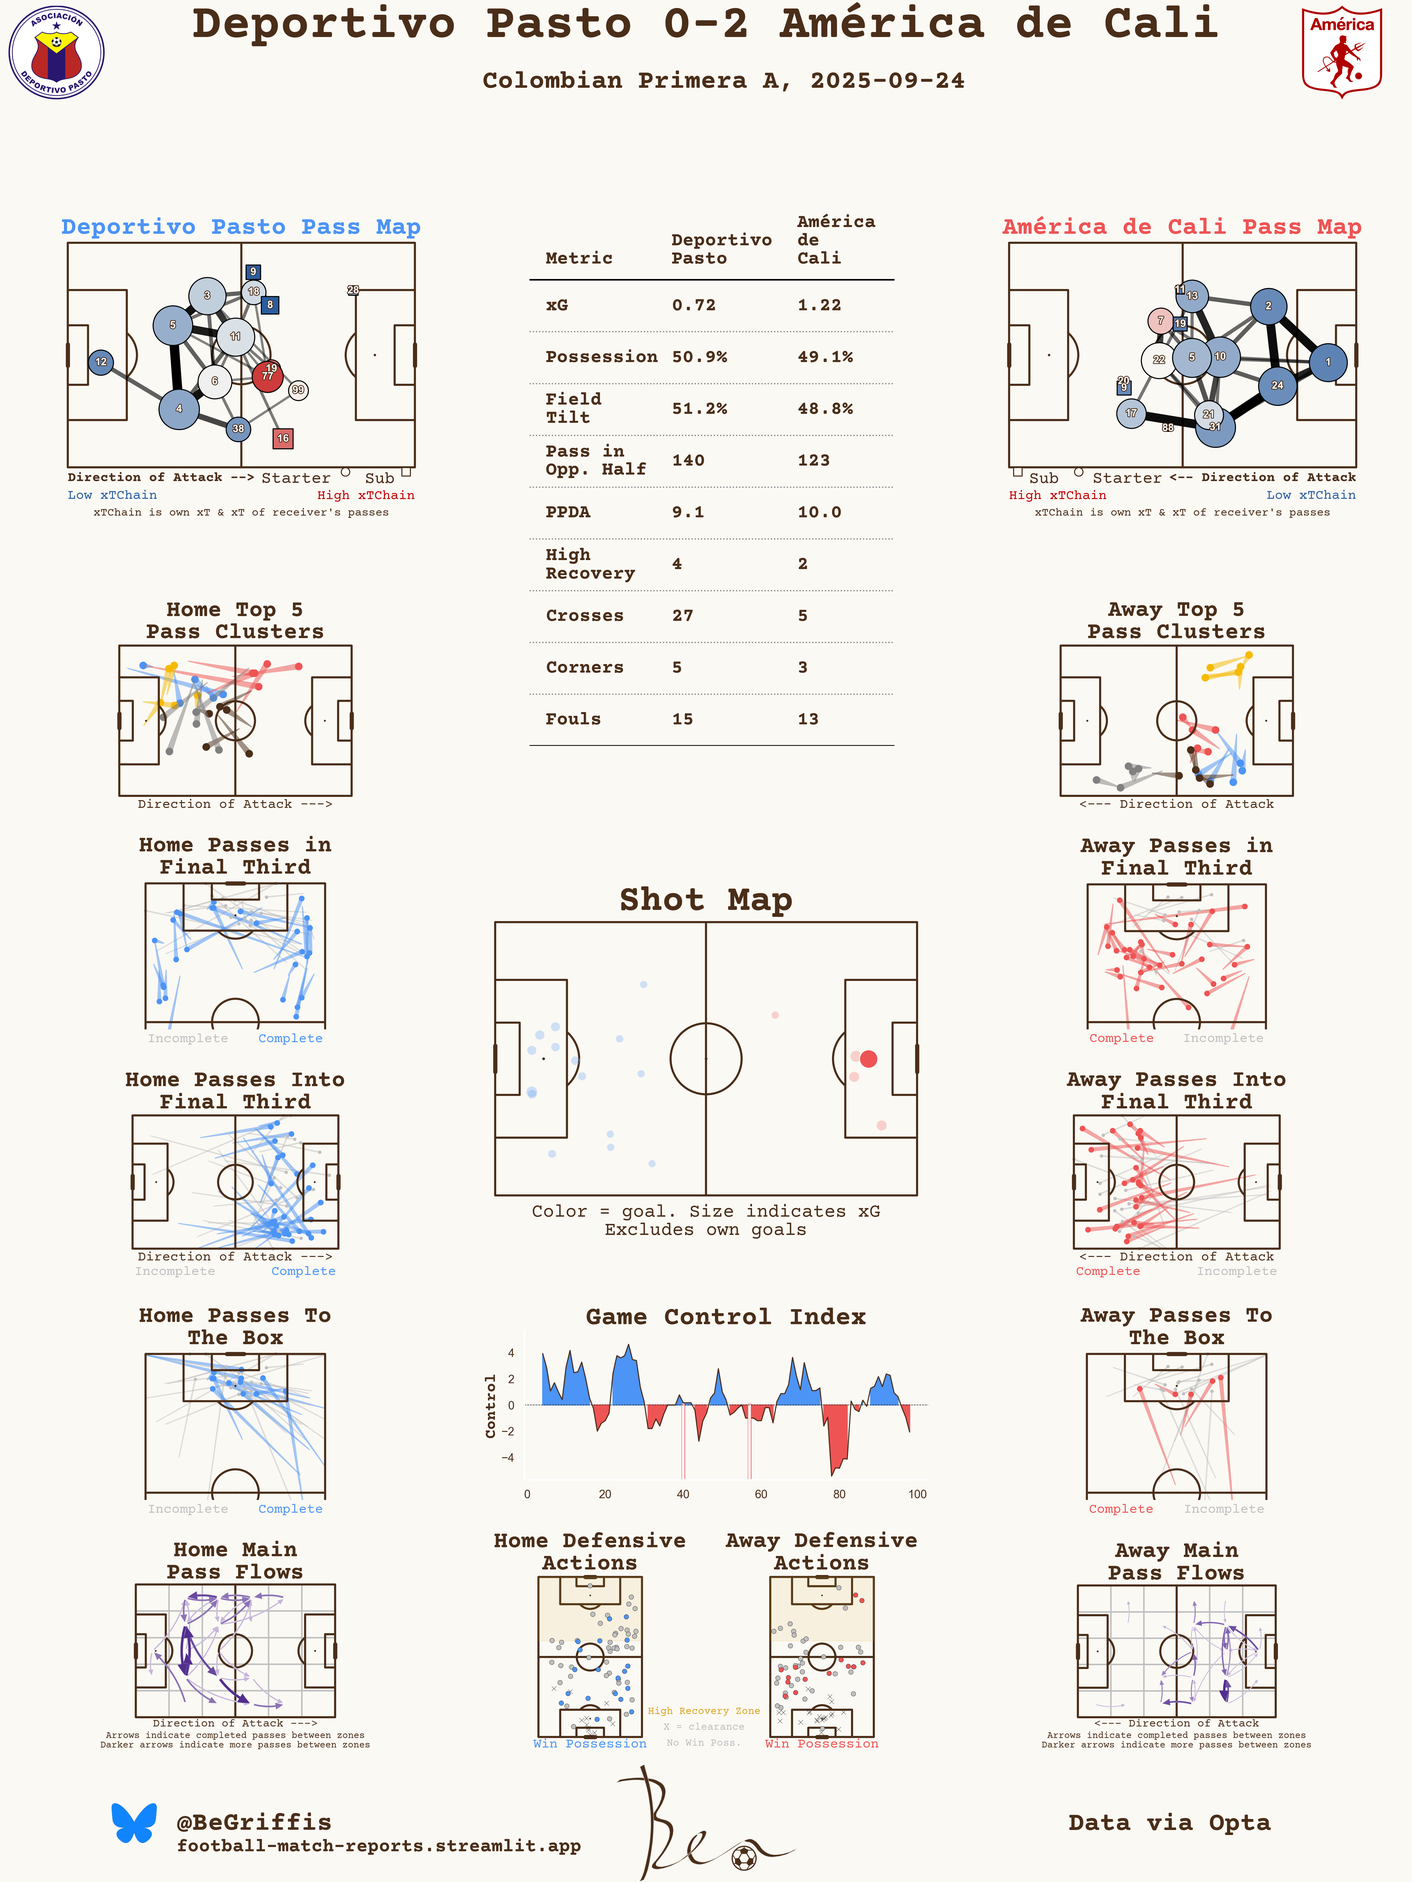 Deportivo Pasto 0-2 América de Cali
Colombian Primera A, 2025-09-24
ASOCIACIÓN
DEPORTIVO PASTO
América
Deportivo Pasto Pass Map
3
9
18
8
28
5
11
12
19
77
6
99
4
38
16
Direction of Attack --> Starter Sub
Low xTChain High xTChain
xTChain is own xT & xT of receiver's passes
Metric Deportivo Pasto América de Cali
xG 0.72 1.22
Possession 50.9% 49.1%
Field Tilt 51.2% 48.8%
Pass in Opp. Half 140 123
PPDA 9.1 10.0
High Recovery 4 2
Crosses 27 5
Corners 5 3
Fouls 15 13
América de Cali Pass Map
11
13
2
7
19
22
5
10
1
20
9
24
17
21
88
31
Sub Starter <-- Direction of Attack
High xTChain Low xTChain
xTChain is own xT & xT of receiver's passes
Home Top 5
Pass Clusters
Direction of Attack --->
Away Top 5
Pass Clusters
<--- Direction of Attack
Home Passes in
Final Third
Incomplete Complete
Away Passes in
Final Third
Complete Incomplete
Shot Map
Color = goal. Size indicates xG
Excludes own goals
Home Passes Into
Final Third
Direction of Attack --->
Incomplete Complete
Away Passes Into
Final Third
<--- Direction of Attack
Complete Incomplete
Home Passes To
The Box
Incomplete Complete
Game Control Index
Control
4
2
0
−2
−4
0 20 40 60 80 100
Away Passes To
The Box
Complete Incomplete
Home Main
Pass Flows
Direction of Attack --->
Arrows indicate completed passes between zones
Darker arrows indicate more passes between zones
Home Defensive
Actions
Win Possession
High Recovery Zone
X = clearance
No Win Poss.
Away Defensive
Actions
Win Possession
Away Main
Pass Flows
<--- Direction of Attack
Arrows indicate completed passes between zones
Darker arrows indicate more passes between zones
@BeGriffis
football-match-reports.streamlit.app
Ben
Data via Opta